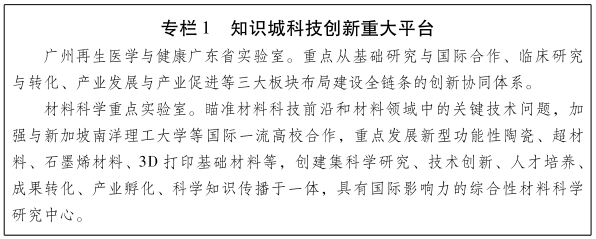 专栏1 知识城科技创新重大平台
广州再生医学与健康广东省实验室。重点从基础研究与国际合作、临床研究
与转化、产业发展与产业促进等三大板块布局建设全链条的创新协同体系。
材料科学重点实验室。瞄准材料科技前沿和材料领域中的关键技术问题，加
强与新加坡南洋理工大学等国际一流高校合作，重点发展新型功能性陶瓷、超材
料、石墨烯材料、3D打印基础材料等，创建集科学研究、技术创新、人才培养、
成果转化、产业孵化、科学知识传播于一体，具有国际影响力的综合性材料科学
研究中心。